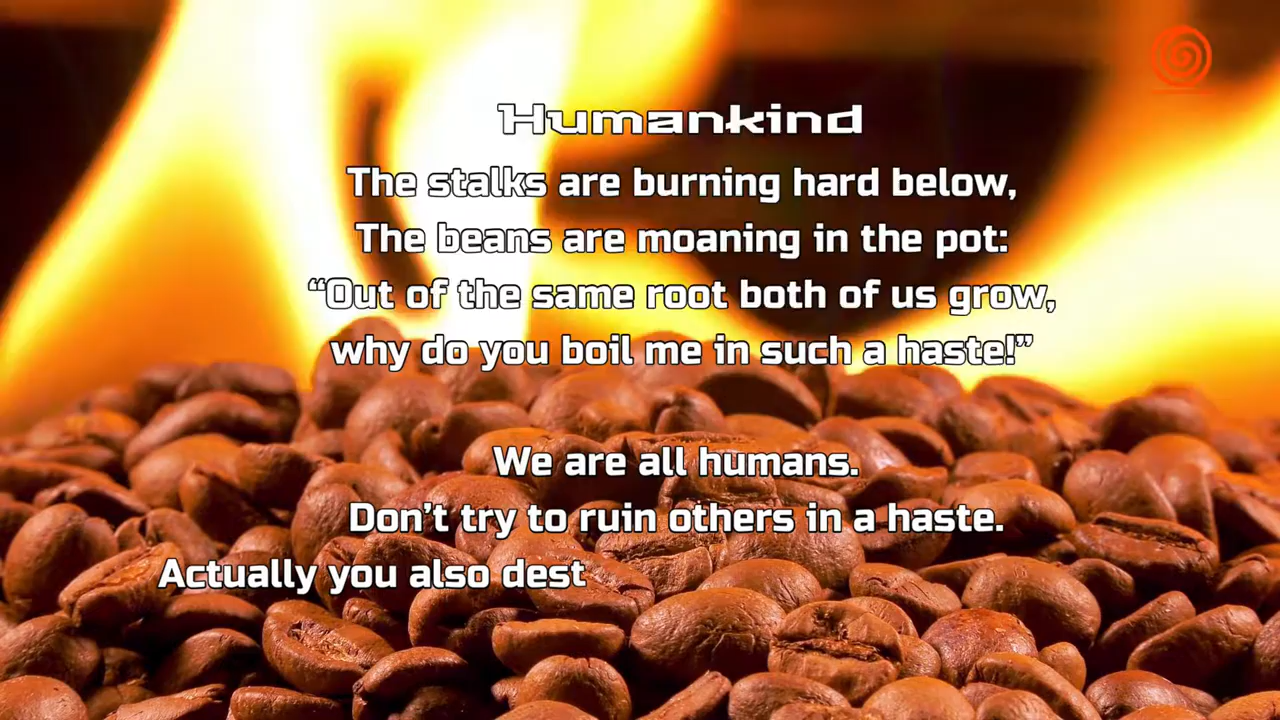 Humankind
The stalks are burning hard below,
The beans are moaning in the pot:
“Out of the same root both of us grow,
why do you boil me in such a haste!”
We are all humans.
Don’t try to ruin others in a haste.
Actually you also dest